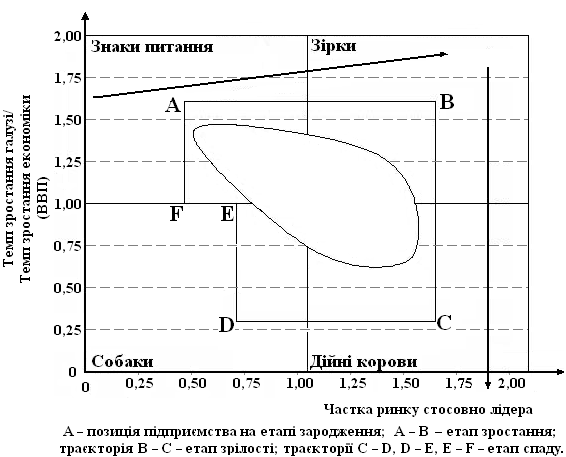 Темп зростання галузі/
Темп зростання економіки
(ВВП)
2,00
1,75
1,50
1,25
1,00
0,75
0,50
0,25
0
Знаки питання
Зірки
A
B
F
E
D
C
Собаки
Дійні корови
0
0,25
0,50
0,75
1,00
1,25
1,50
1,75
2,00
Частка ринку стосовно лідера
А – позиція підприємства на етапі зародження; А – В – етап зростання;
траєкторія В – С – етап зрілості; траєкторії С – D, D – E, E – F – етап спаду.